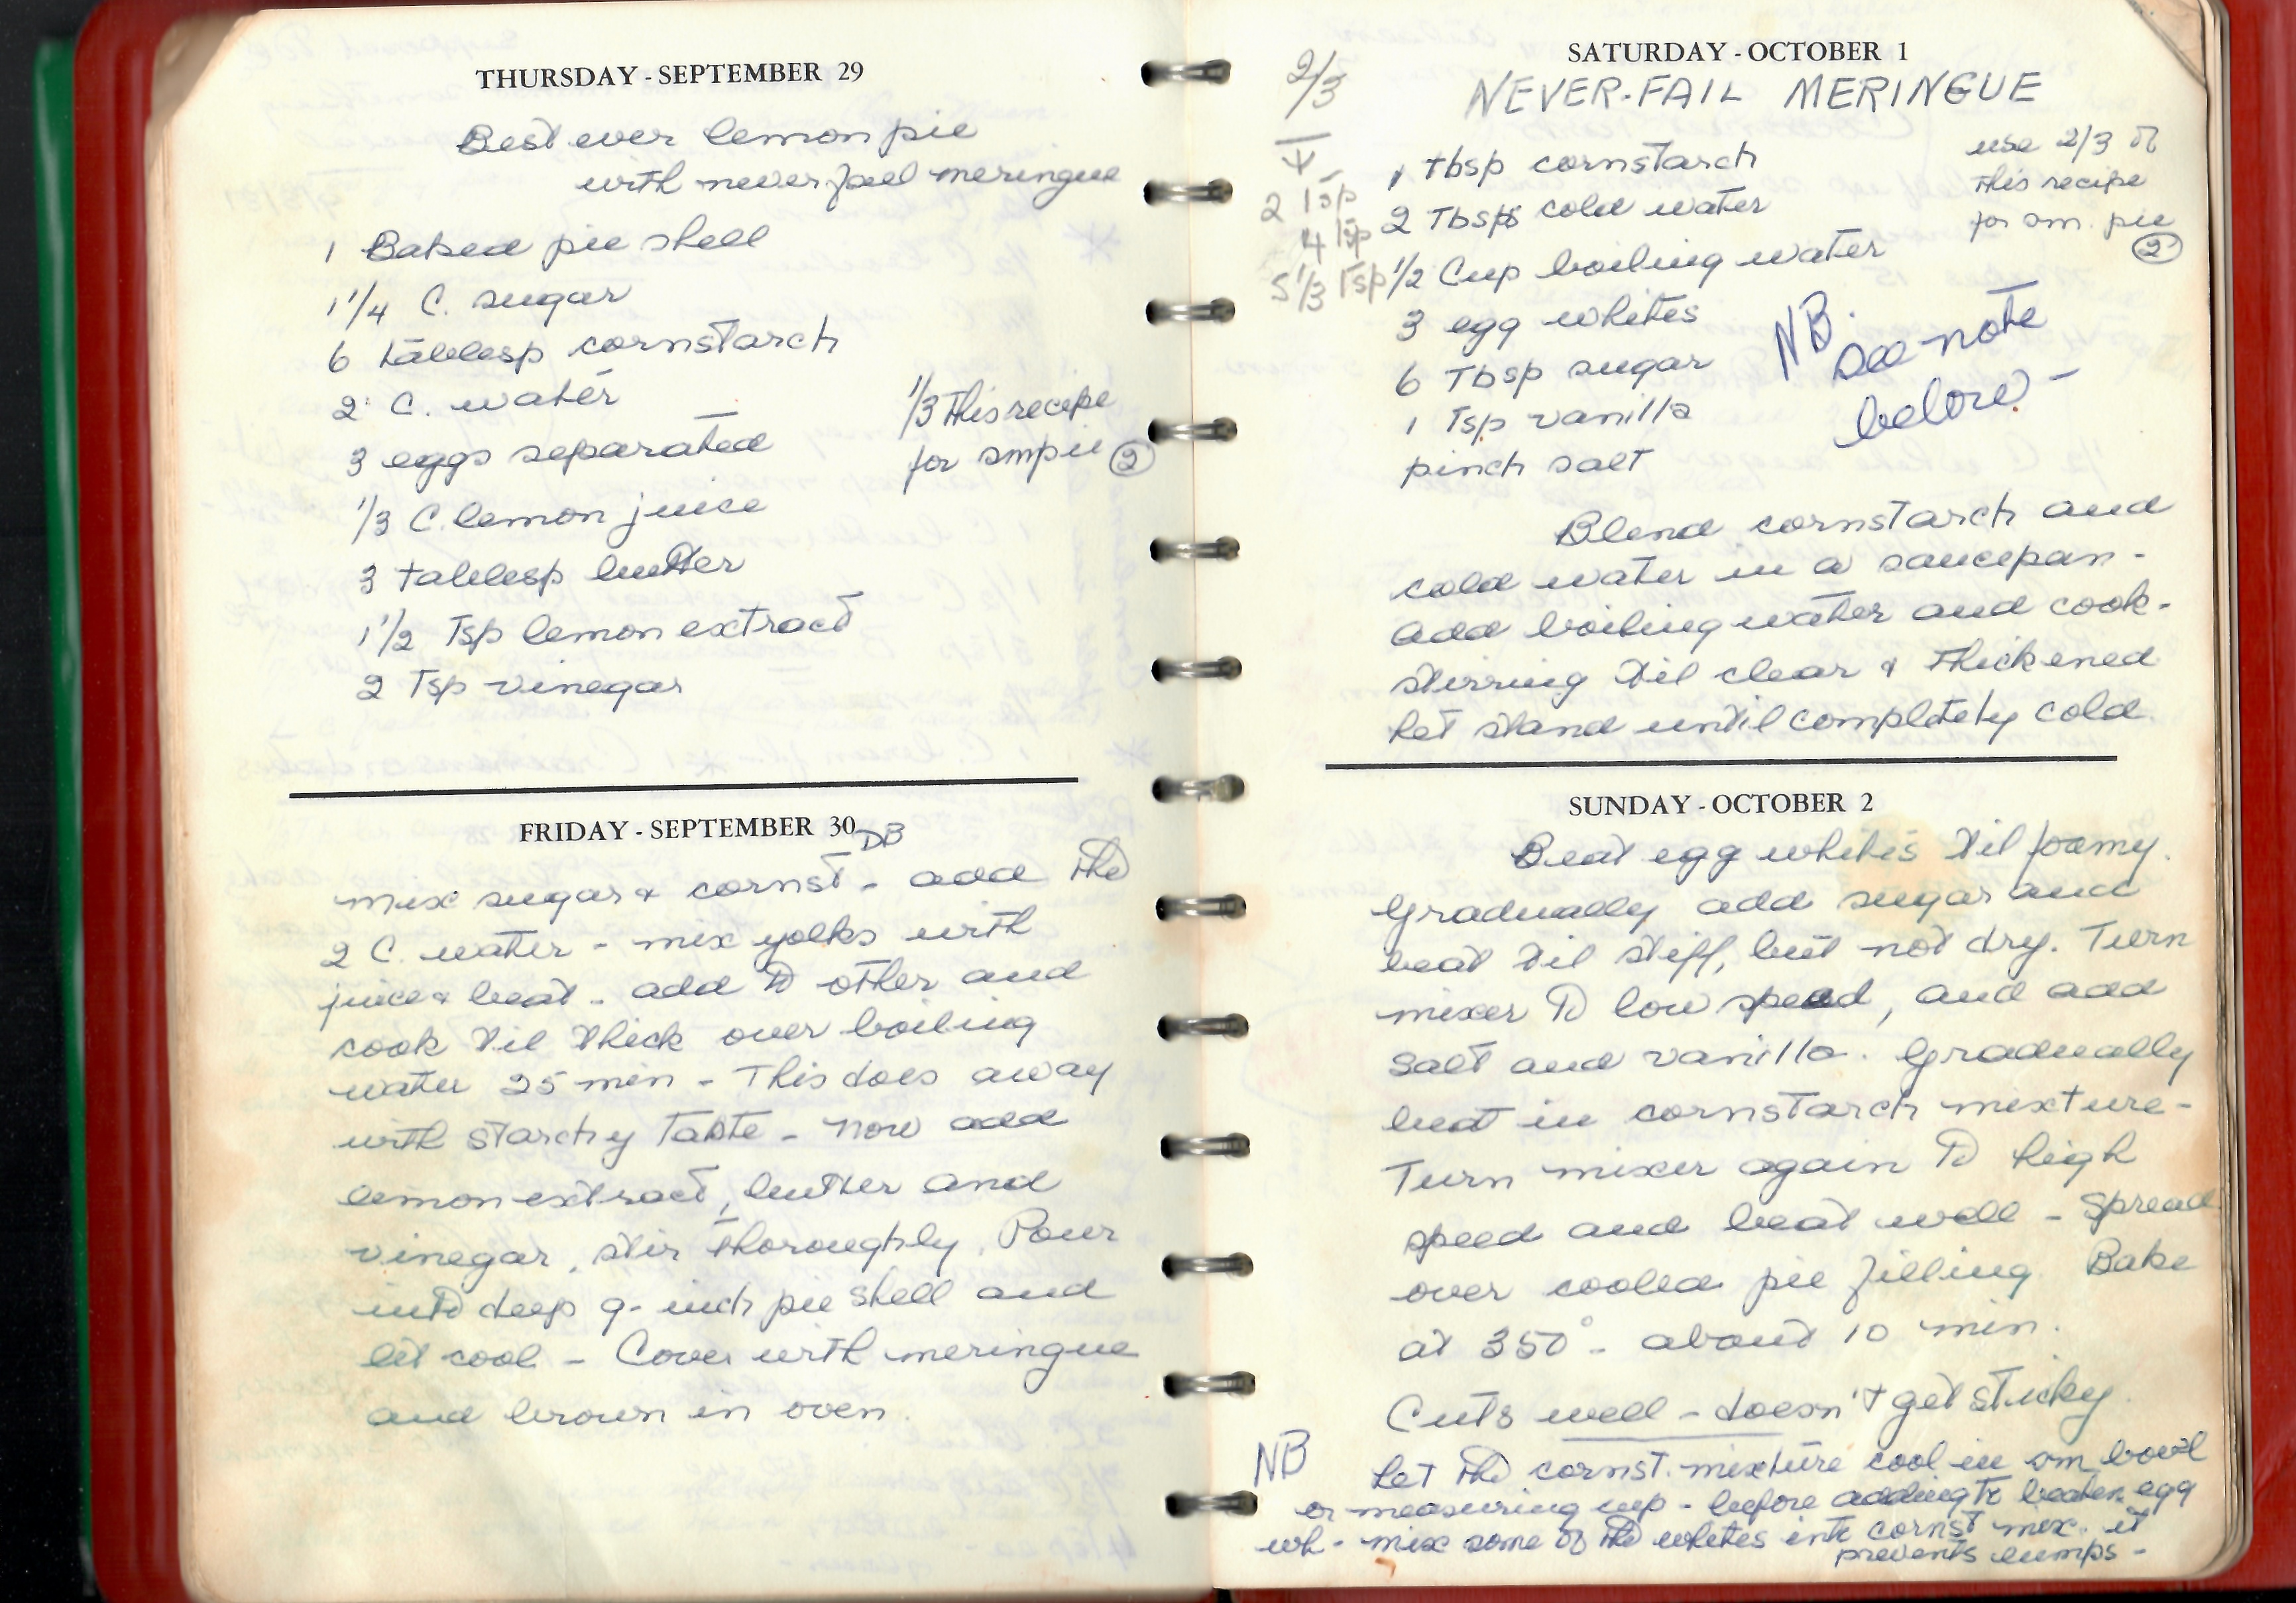 THURSDAY - SEPTEMBER 29
Best ever lemon pie
with never fail meringue
1 Baked pie shell
1 1/4 C. sugar
6 tablesp cornstarch
2 C. water
3 eggs separated
1/3 this recipe
for sm pie (2)
1/3 C. lemon juice
3 tablesp butter
1 1/2 Tsp lemon extract
2 Tsp vinegar
FRIDAY - SEPTEMBER 30
DB
mix sugar & cornst - add the
2 C. water - mix yolks with
juice & beat - add to other and
cook til thick over boiling
water 25 min - This does away
with starchy taste - now add
lemon extract, butter and
vinegar, stir thoroughly. Pour
into deep 9-inch pie shell and
let cool - Cover with meringue
and brown in oven.
SATURDAY - OCTOBER 1
2/3
NEVER-FAIL MERINGUE
2 Tsp
4 Tsp
5 1/3 Tsp
1 Tbsp cornstarch
2 Tbsps cold water
1/2 Cup boiling water
3 egg whites
6 Tbsp sugar
1 Tsp vanilla
pinch salt
use 2/3 of
this recipe
for sm. pie
(2)
NB.
see note
below -
Blend cornstarch and
cold water in a saucepan -
add boiling water and cook -
stirring til clear & thickened
Let stand until completely cold
SUNDAY - OCTOBER 2
Beat egg whites til foamy.
Gradually add sugar and
beat til stiff, but not dry. Turn
mixer to low speed, and add
salt and vanilla. Gradually
beat in cornstarch mixture -
Turn mixer again to high
speed and beat well - Spread
over cooled pie filling. Bake
at 350° - about 10 min.
Cuts well - doesn't get sticky.
NB Let the cornst. mixture cool in sm bowl
or measuring cup - before adding to beaten egg
wh - mix some of the whites into cornst mix. it
prevents lumps -